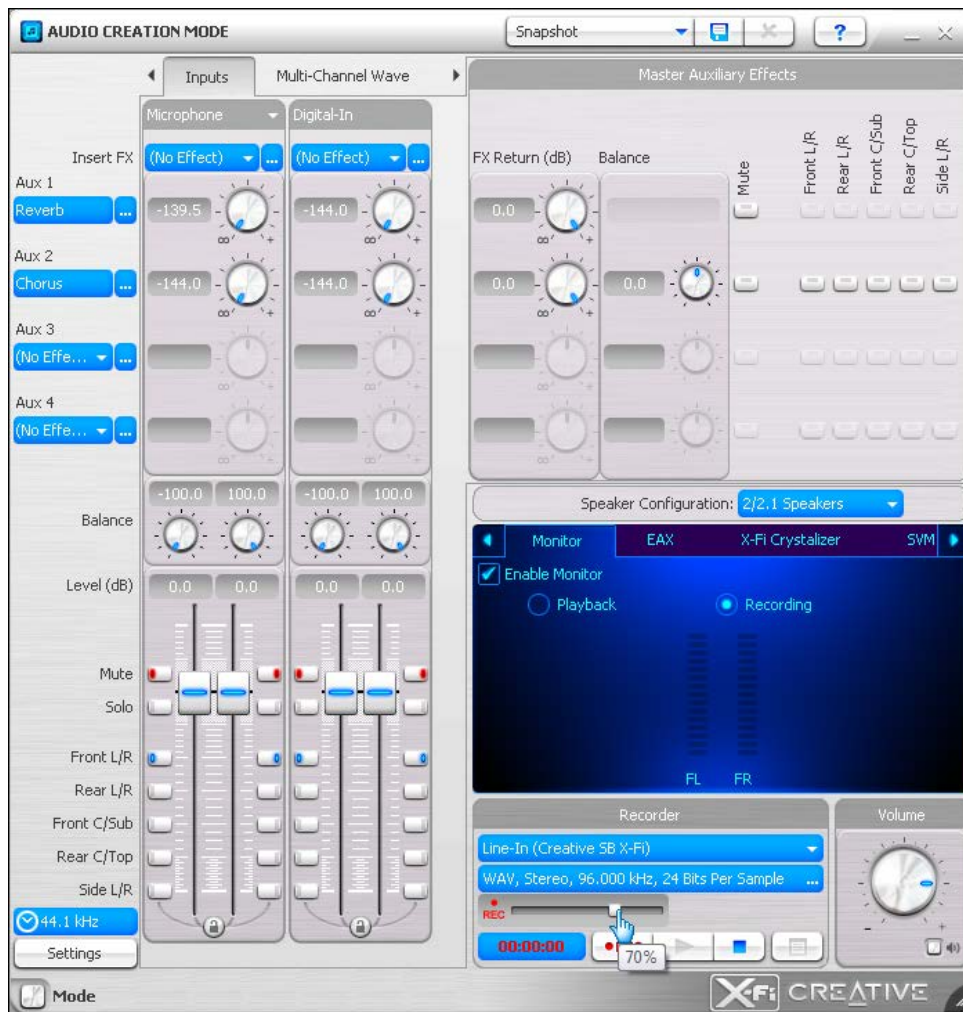 AUDIO CREATION MODE
Snapshot
?
Inputs
Multi-Channel Wave
Master Auxiliary Effects
Microphone
Digital-In
Insert FX
(No Effect) ...
(No Effect) ...
FX Return (dB)
Balance
Mute
Front L/R
Rear L/R
Front C/Sub
Rear C/Top
Side L/R
Aux 1
Reverb ...
-139.5
∞ +
-144.0
∞ +
0.0
∞ +
Aux 2
Chorus ...
-144.0
∞ +
-144.0
∞ +
0.0
∞ +
0.0
Aux 3
(No Effe... ...
∞ +
∞ +
∞ +
Aux 4
(No Effe... ...
∞ +
∞ +
∞ +
Balance
-100.0 100.0
-100.0 100.0
Level (dB)
0.0 0.0
0.0 0.0
Mute
Solo
Front L/R
Rear L/R
Front C/Sub
Rear C/Top
Side L/R
44.1 kHz
Settings
Speaker Configuration: 2/2.1 Speakers
Monitor
EAX
X-Fi Crystalizer
SVM
Enable Monitor
Playback
Recording
FL FR
Recorder
Line-In (Creative SB X-Fi)
WAV, Stereo, 96.000 kHz, 24 Bits Per Sample ...
REC
00:00:00
70%
Volume
- +
Mode
X-Fi CREATIVE